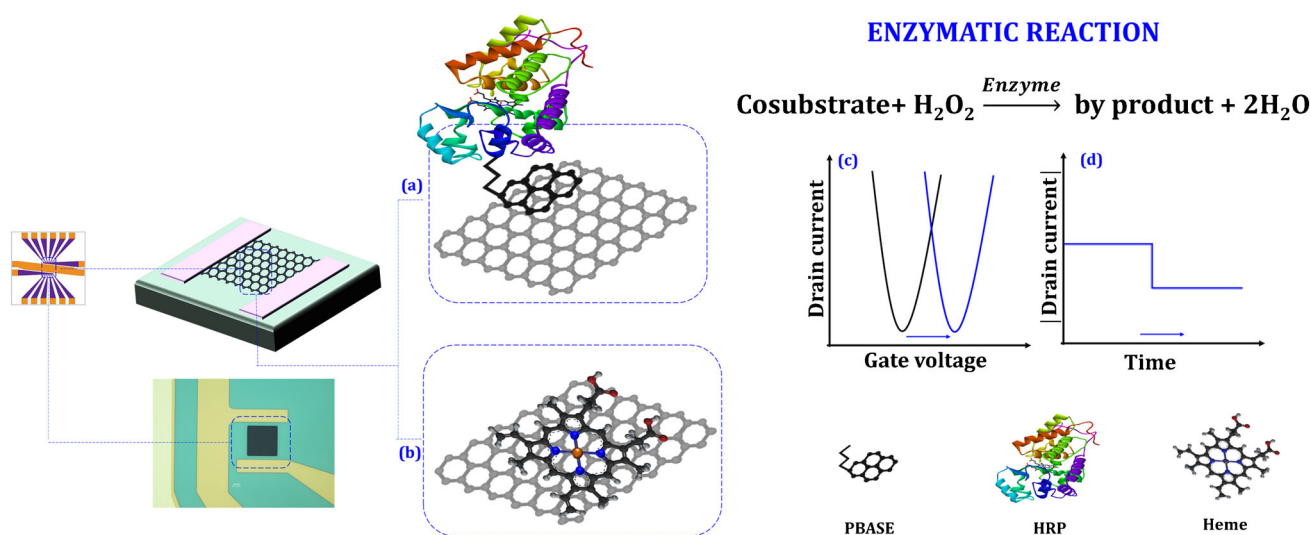 ENZYMATIC REACTION
Cosubstrate+ H₂O₂ Enzyme⟶ by product + 2H₂O
(a)
(b)
(c)
Drain current
Gate voltage
(d)
|Drain current|
Time
PBASE
HRP
Heme